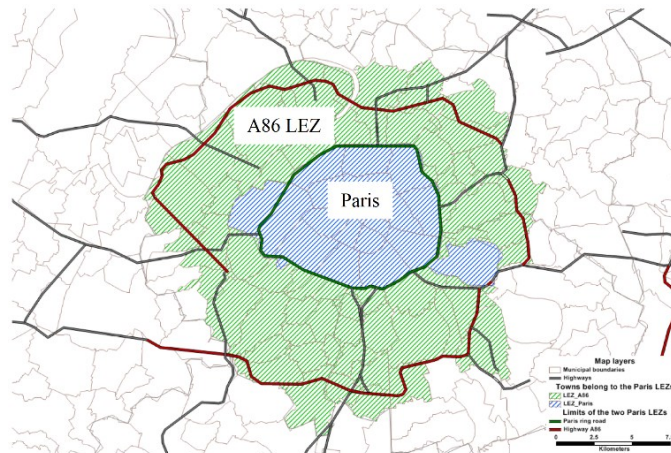 A86 LEZ
Paris
Map layers
Municipal boundaries
Highways
Towns belong to the Paris LEZs
LEZ_A86
LEZ_Paris
Limits of the two Paris LEZs
Paris ring road
Highway A86
0 2.5 5
Kilometers